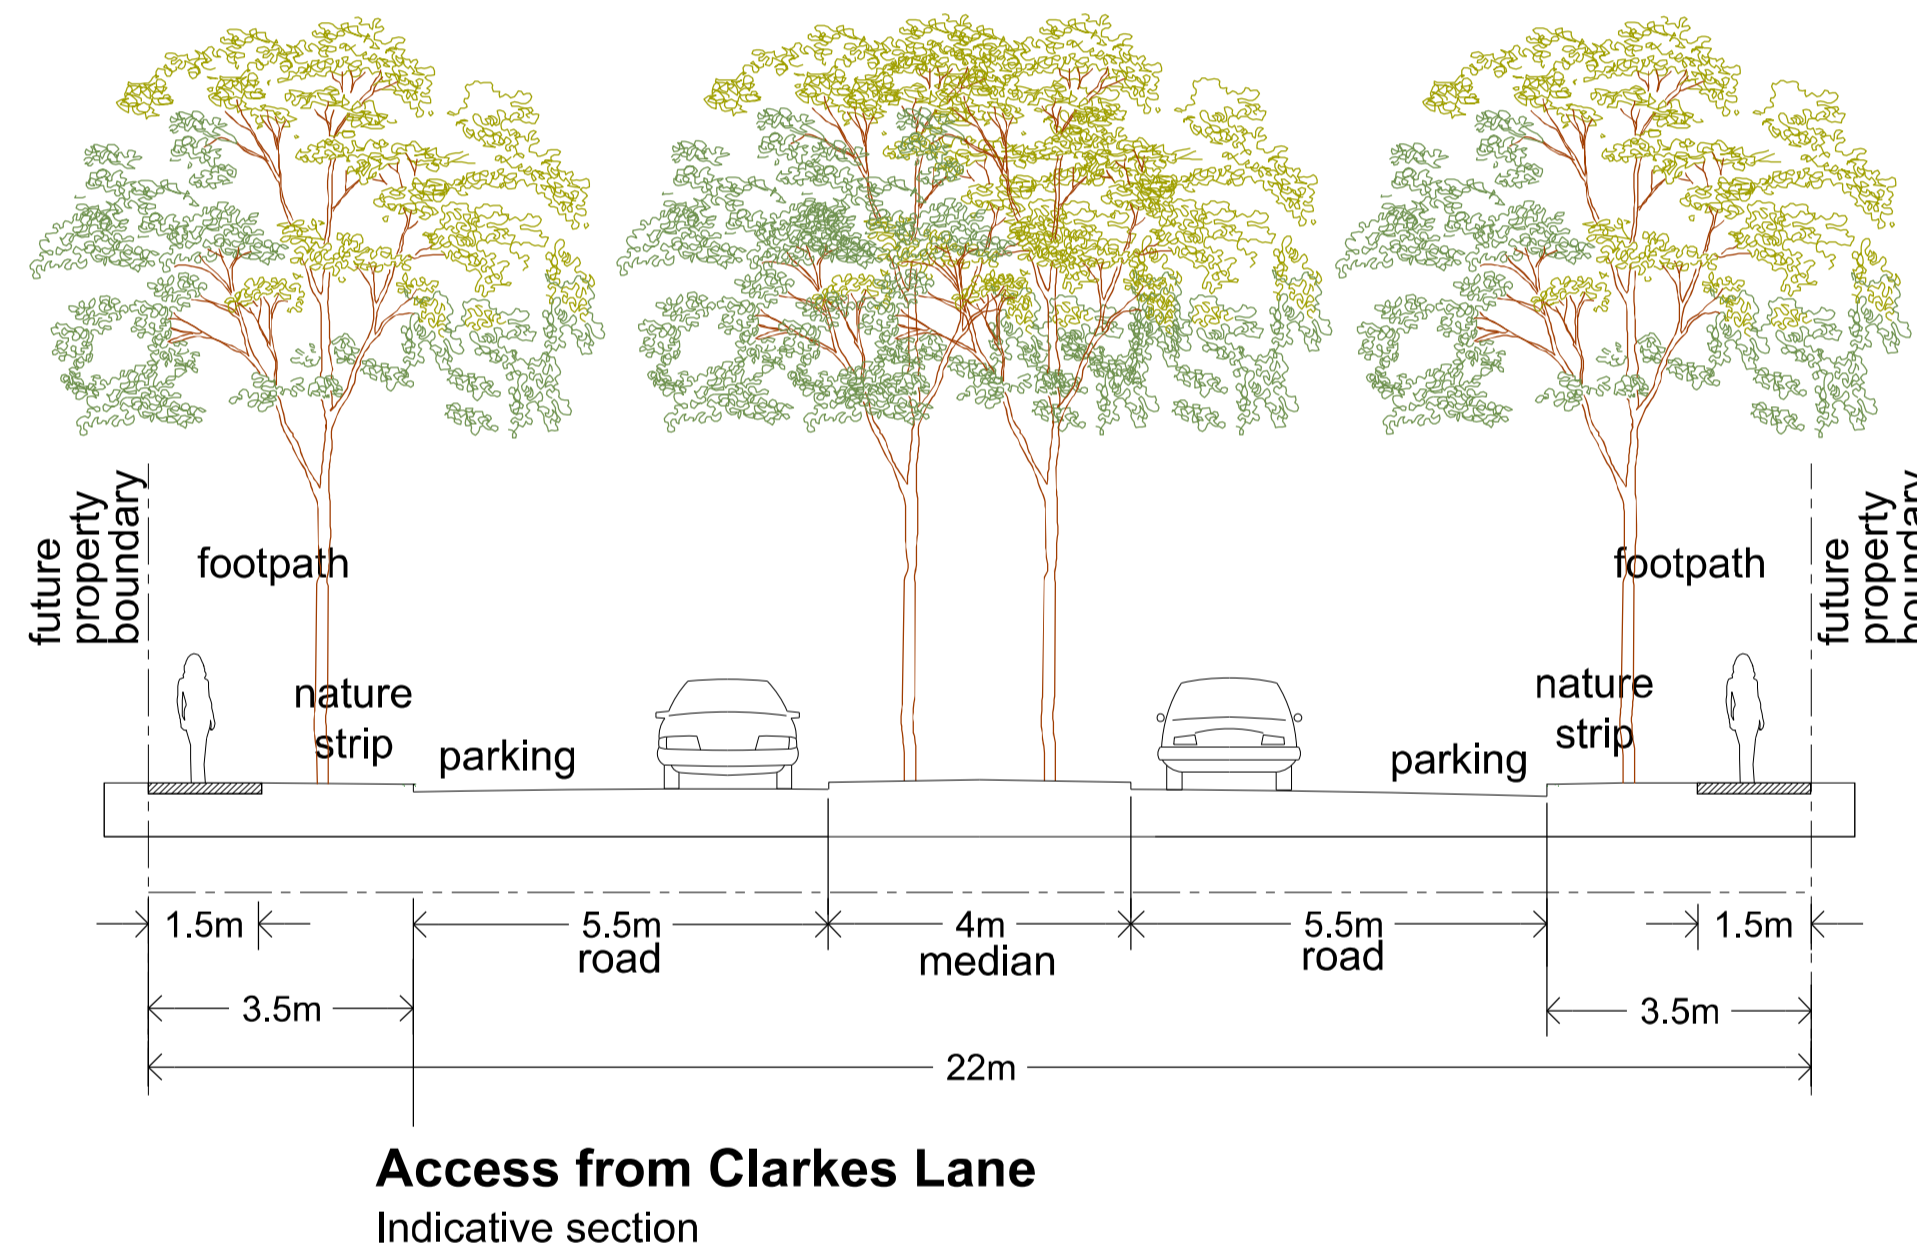 future
property
boundary
footpath
nature
strip
parking
footpath
nature
strip
parking
future
property
boundary
1.5m
5.5m
road
4m
median
5.5m
road
1.5m
3.5m
3.5m
22m
Access from Clarkes Lane
Indicative section